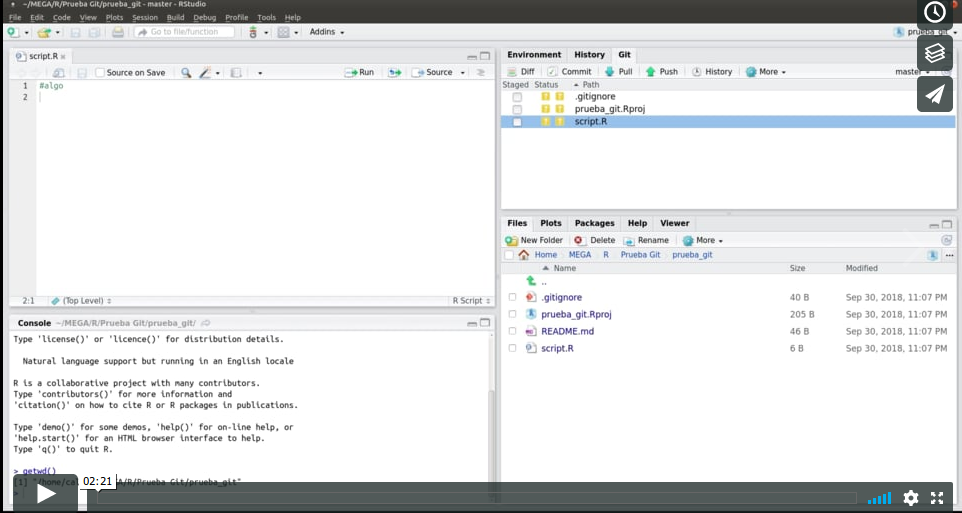 ~/MEGA/R/Prueba Git/prueba_git - master - RStudio
File Edit Code View Plots Session Build Debug Profile Tools Help
Go to file/function Addins prueba_git
script.R
Source on Save Run Source
1 #algo
2
2:1 (Top Level) R Script
Console ~/MEGA/R/Prueba Git/prueba_git/
Type 'license()' or 'licence()' for distribution details.
Natural language support but running in an English locale
R is a collaborative project with many contributors.
Type 'contributors()' for more information and
'citation()' on how to cite R or R packages in publications.
Type 'demo()' for some demos, 'help()' for on-line help, or
'help.start()' for an HTML browser interface to help.
Type 'q()' to quit R.
> getwd()
[1] "/home/ A/R/Prueba Git/prueba_git"
>
02:21
Environment History Git
Diff Commit Pull Push History More master
Staged Status Path
? ? .gitignore
? ? prueba_git.Rproj
? ? script.R
Files Plots Packages Help Viewer
New Folder Delete Rename More
Home MEGA R Prueba Git prueba_git ...
Name Size Modified
..
.gitignore 40 B Sep 30, 2018, 11:07 PM
prueba_git.Rproj 205 B Sep 30, 2018, 11:07 PM
README.md 46 B Sep 30, 2018, 11:07 PM
script.R 6 B Sep 30, 2018, 11:07 PM